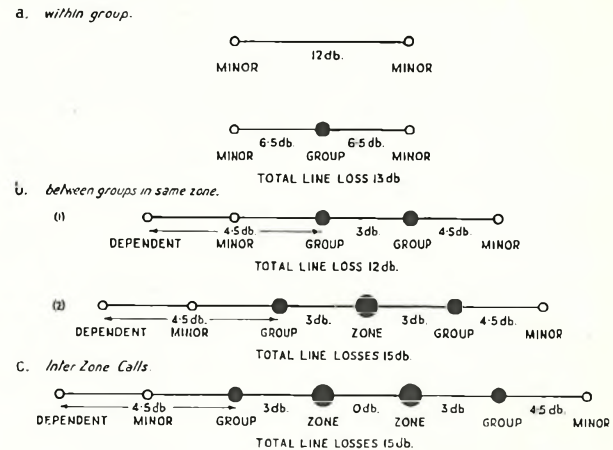 a. within group.
12db.
MINOR MINOR
6·5db. 6·5db.
MINOR GROUP MINOR
TOTAL LINE LOSS 13db
b. between groups in same zone.
(1)
4·5db. 3db. 4·5db.
DEPENDENT MINOR GROUP GROUP MINOR
TOTAL LINE LOSS 12db.
(2)
4·5db. 3db. 3db. 4·5db.
DEPENDENT MINOR GROUP ZONE GROUP MINOR
TOTAL LINE LOSSES 15db.
C. Inter Zone Calls.
4·5db 3db. 0db. 3db 4·5db.
DEPENDENT MINOR GROUP ZONE ZONE GROUP MINOR
TOTAL LINE LOSSES 15db.